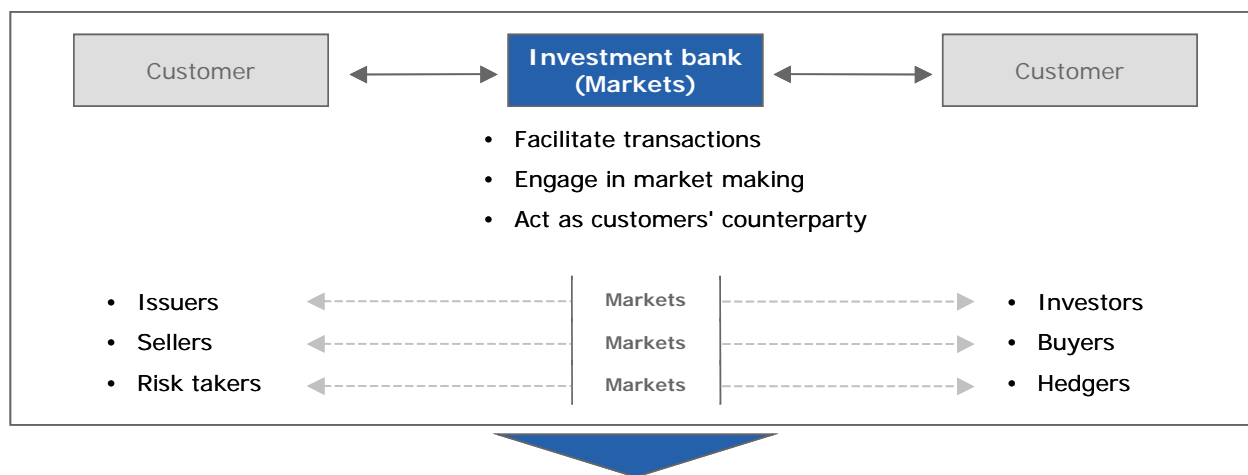 Customer
Investment bank
(Markets)
Customer
• Facilitate transactions
• Engage in market making
• Act as customers' counterparty
• Issuers
Markets
• Investors
• Sellers
Markets
• Buyers
• Risk takers
Markets
• Hedgers